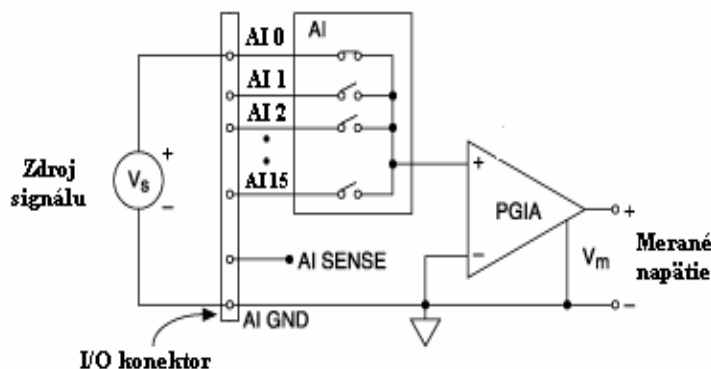 AI 0
AI
AI 1
AI 2
Zdroj
signálu
+
Vs
−
AI 15
+
PGIA
−
+
Vm
Merané
napätie
−
AI SENSE
AI GND
I/O konektor